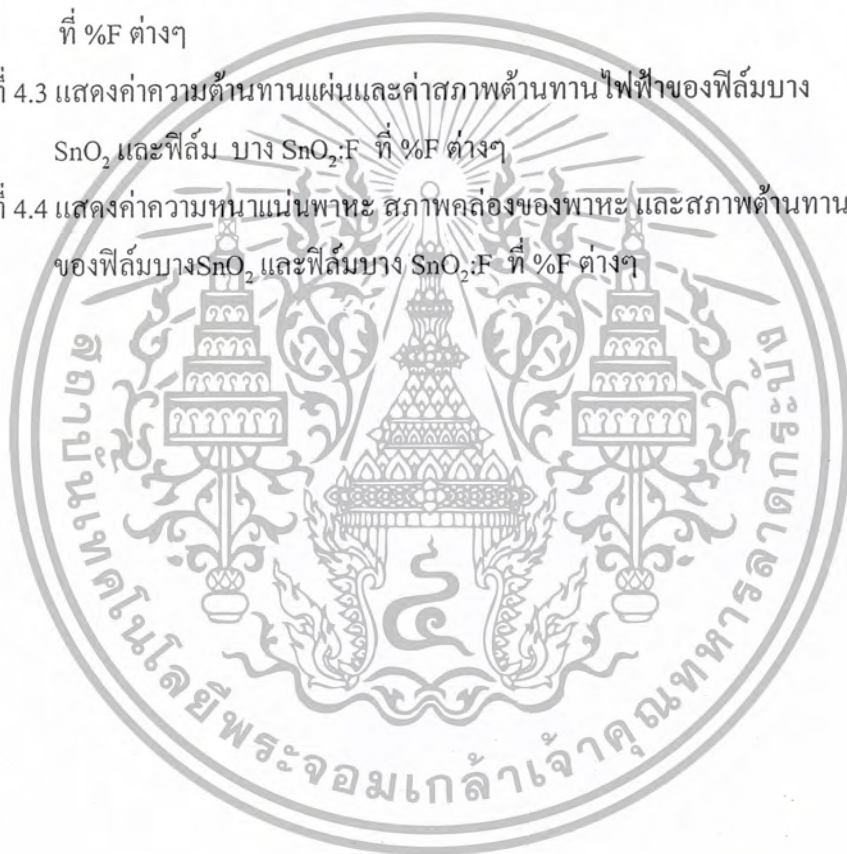 ที่ %F ต่างๆ
ที่ 4.3 แสดงค่าความต้านทานแผ่นและค่าสภาพต้านทานไฟฟ้าของฟิล์มบาง
SnO₂ และฟิล์ม บาง SnO₂:F ที่ %F ต่างๆ
ที่ 4.4 แสดงค่าความหนาแน่นพาหะ สภาพคล่องของพาหะ และสภาพต้านทาน
ของฟิล์มบางSnO₂ และฟิล์มบาง SnO₂:F ที่ %F ต่างๆ
สถาบันเทคโนโลยีพระจอมเกล้าเจ้าคุณทหารลาดกระบัง